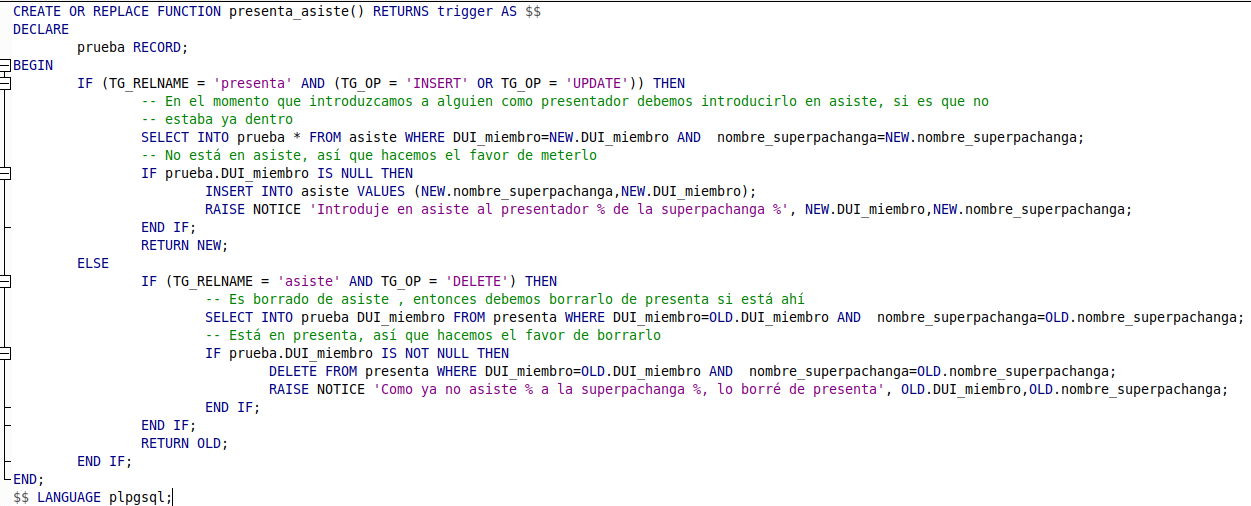 CREATE OR REPLACE FUNCTION presenta_asiste() RETURNS trigger AS $$
DECLARE
        prueba RECORD;
BEGIN
        IF (TG_RELNAME = 'presenta' AND (TG_OP = 'INSERT' OR TG_OP = 'UPDATE')) THEN
                -- En el momento que introduzcamos a alguien como presentador debemos introducirlo en asiste, si es que no
                -- estaba ya dentro
                SELECT INTO prueba * FROM asiste WHERE DUI_miembro=NEW.DUI_miembro AND  nombre_superpachanga=NEW.nombre_superpachanga;
                -- No está en asiste, así que hacemos el favor de meterlo
                IF prueba.DUI_miembro IS NULL THEN
                        INSERT INTO asiste VALUES (NEW.nombre_superpachanga,NEW.DUI_miembro);
                        RAISE NOTICE 'Introduje en asiste al presentador % de la superpachanga %', NEW.DUI_miembro,NEW.nombre_superpachanga;
                END IF;
                RETURN NEW;
        ELSE
                IF (TG_RELNAME = 'asiste' AND TG_OP = 'DELETE') THEN
                        -- Es borrado de asiste , entonces debemos borrarlo de presenta si está ahí
                        SELECT INTO prueba DUI_miembro FROM presenta WHERE DUI_miembro=OLD.DUI_miembro AND  nombre_superpachanga=OLD.nombre_superpachanga;
                        -- Está en presenta, así que hacemos el favor de borrarlo
                        IF prueba.DUI_miembro IS NOT NULL THEN
                                DELETE FROM presenta WHERE DUI_miembro=OLD.DUI_miembro AND  nombre_superpachanga=OLD.nombre_superpachanga;
                                RAISE NOTICE 'Como ya no asiste % a la superpachanga %, lo borré de presenta', OLD.DUI_miembro,OLD.nombre_superpachanga;
                        END IF;
                END IF;
                RETURN OLD;
        END IF;
END;
$$ LANGUAGE plpgsql;